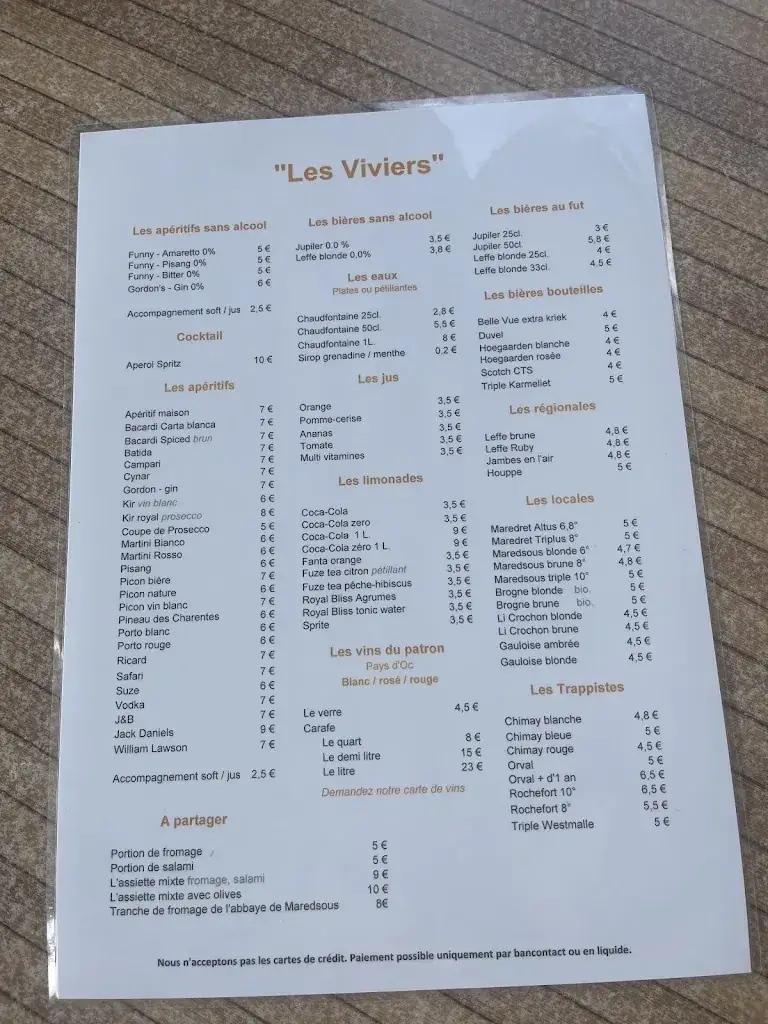 "Les Viviers"
Les apéritifs sans alcool
Funny - Amaretto 0% 5 €
Funny - Pisang 0% 5 €
Funny - Bitter 0% 5 €
Gordon's - Gin 0% 6 €
Accompagnement soft / jus 2,5 €
Cocktail
Aperol Spritz 10 €
Les apéritifs
Apéritif maison 7 €
Bacardi Carta blanca 7 €
Bacardi Spiced brun 7 €
Batida 7 €
Campari 7 €
Cynar 7 €
Gordon - gin 7 €
Kir vin blanc 6 €
Kir royal prosecco 8 €
Coupe de Prosecco 5 €
Martini Bianco 6 €
Martini Rosso 6 €
Pisang 6 €
Picon bière 7 €
Picon nature 6 €
Picon vin blanc 7 €
Pineau des Charentes 6 €
Porto blanc 6 €
Porto rouge 6 €
Ricard 7 €
Safari 7 €
Suze 6 €
Vodka 7 €
J&B 7 €
Jack Daniels 9 €
William Lawson 7 €
Accompagnement soft / jus 2,5 €
A partager
Portion de fromage 5 €
Portion de salami 5 €
L'assiette mixte fromage, salami 9 €
L'assiette mixte avec olives 10 €
Tranche de fromage de l'abbaye de Maredsous 8€
Les bières sans alcool
Jupiler 0.0 % 3,5 €
Leffe blonde 0,0% 3,8 €
Les eaux
Plates ou pétillantes
Chaudfontaine 25cl. 2,8 €
Chaudfontaine 50cl. 5,5 €
Chaudfontaine 1L. 8 €
Sirop grenadine / menthe 0,2 €
Les jus
Orange 3,5 €
Pomme-cerise 3,5 €
Ananas 3,5 €
Tomate 3,5 €
Multi vitamines 3,5 €
Les limonades
Coca-Cola 3,5 €
Coca-Cola zero 3,5 €
Coca-Cola 1 L. 9 €
Coca-Cola zéro 1 L. 9 €
Fanta orange 3,5 €
Fuze tea citron pétillant 3,5 €
Fuze tea pêche-hibiscus 3,5 €
Royal Bliss Agrumes 3,5 €
Royal Bliss tonic water 3,5 €
Sprite 3,5 €
Les vins du patron
Pays d'Oc
Blanc / rosé / rouge
Le verre 4,5 €
Carafe
Le quart 8 €
Le demi litre 15 €
Le litre 23 €
Demandez notre carte de vins
Les bières au fut
Jupiler 25cl. 3 €
Jupiler 50cl. 5,8 €
Leffe blonde 25cl. 4 €
Leffe blonde 33cl. 4,5 €
Les bières bouteilles
Belle Vue extra kriek 4 €
Duvel 5 €
Hoegaarden blanche 4 €
Hoegaarden rosée 4 €
Scotch CTS 4 €
Triple Karmeliet 5 €
Les régionales
Leffe brune 4,8 €
Leffe Ruby 4,8 €
Jambes en l'air 4,8 €
Houppe 5 €
Les locales
Maredret Altus 6,8° 5 €
Maredret Triplus 8° 5 €
Maredsous blonde 6° 4,7 €
Maredsous brune 8° 4,8 €
Maredsous triple 10° 5 €
Brogne blonde bio. 5 €
Brogne brune bio. 5 €
Li Crochon blonde 4,5 €
Li Crochon brune 4,5 €
Gauloise ambrée 4,5 €
Gauloise blonde 4,5 €
Les Trappistes
Chimay blanche 4,8 €
Chimay bleue 5 €
Chimay rouge 4,5 €
Orval 5 €
Orval + d'1 an 6,5 €
Rochefort 10° 6,5 €
Rochefort 8° 5,5 €
Triple Westmalle 5 €
Nous n'acceptons pas les cartes de crédit. Paiement possible uniquement par bancontact ou en liquide.